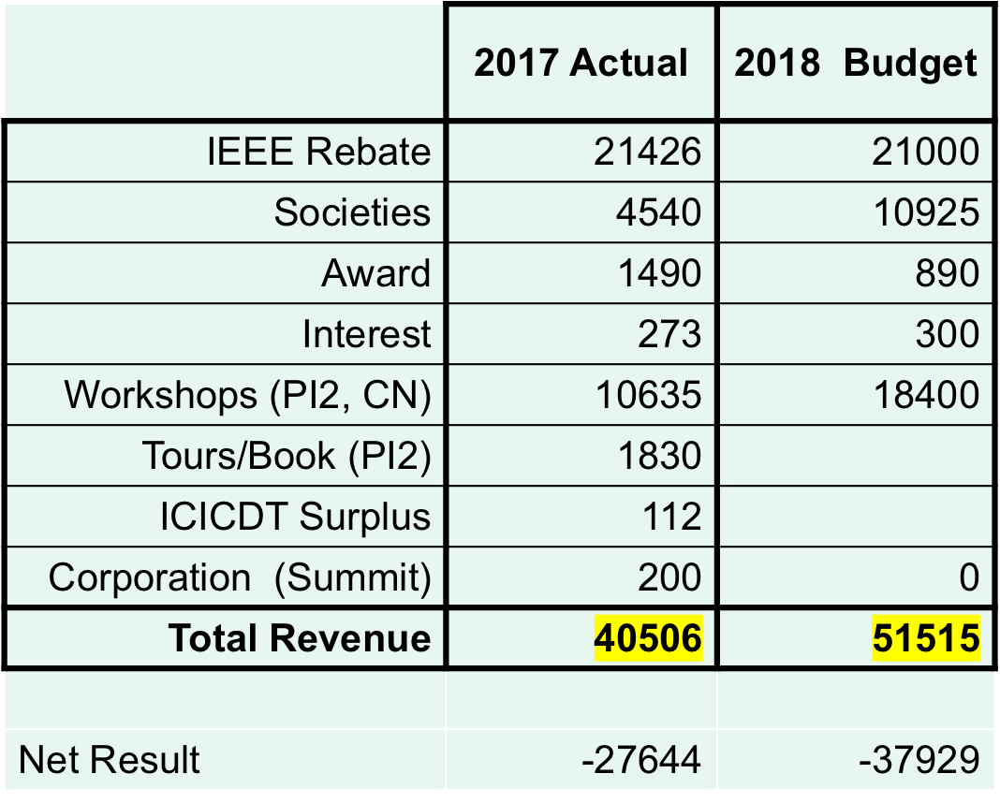 2017 Actual 2018 Budget
IEEE Rebate 21426 21000
Societies 4540 10925
Award 1490 890
Interest 273 300
Workshops (PI2, CN) 10635 18400
Tours/Book (PI2) 1830
ICICDT Surplus 112
Corporation (Summit) 200 0
Total Revenue 40506 51515
Net Result -27644 -37929